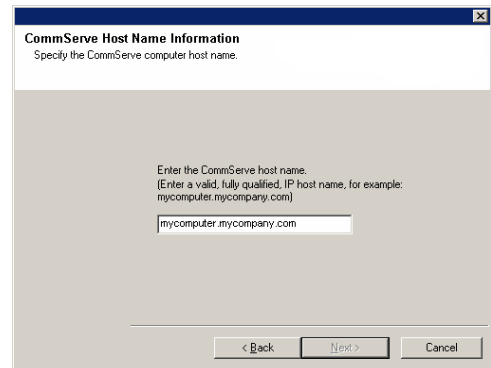 CommServe Host Name Information
Specify the CommServe computer host name.
Enter the CommServe host name.
(Enter a valid, fully qualified, IP host name, for example:
mycomputer.mycompany.com)
mycomputer.mycompany.com
< Back
Next >
Cancel